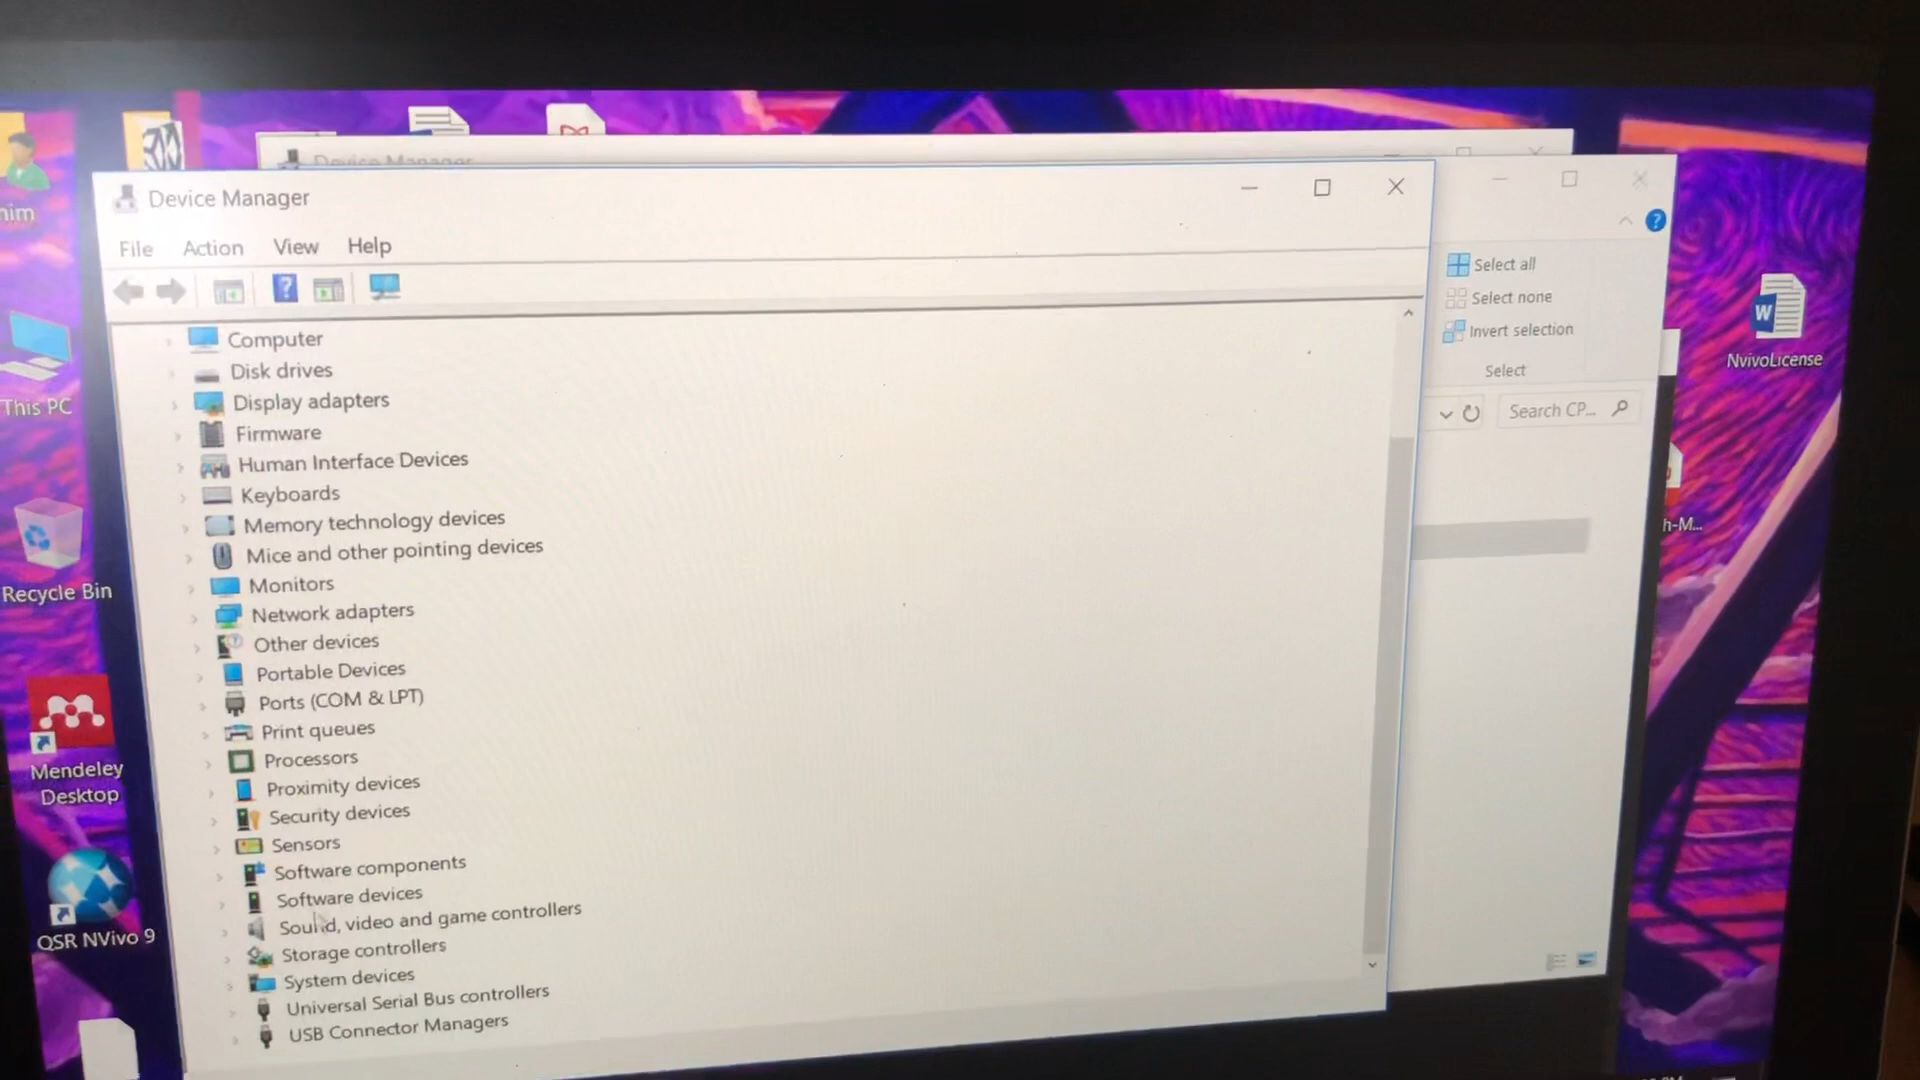 Device Manager
Device Manager
File Action View Help
Computer
Disk drives
Display adapters
Firmware
Human Interface Devices
Keyboards
Memory technology devices
Mice and other pointing devices
Monitors
Network adapters
Other devices
Portable Devices
Ports (COM & LPT)
Print queues
Processors
Proximity devices
Security devices
Sensors
Software components
Software devices
Sound, video and game controllers
Storage controllers
System devices
Universal Serial Bus controllers
USB Connector Managers
Select all
Select none
Invert selection
Select
Search CP...
This PC
Recycle Bin
Mendeley
Desktop
QSR NVivo 9
NvivoLicense
h-M...